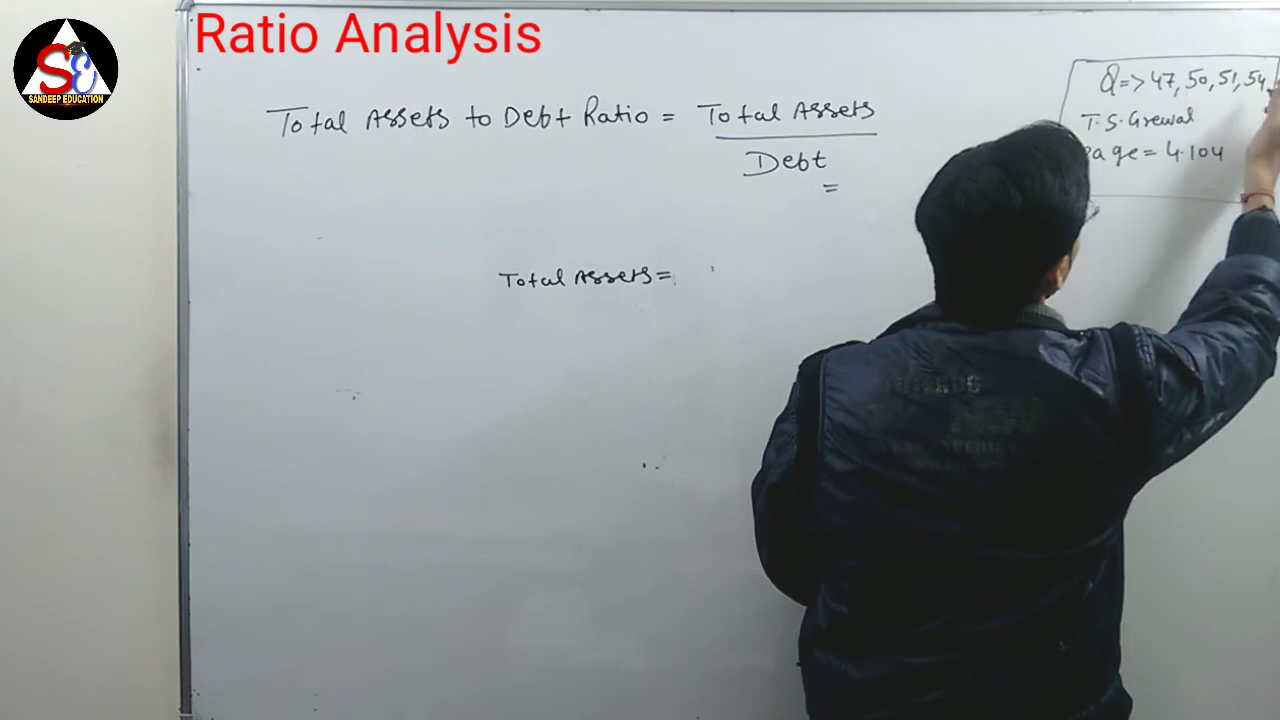 Ratio Analysis
SE
SANDEEP EDUCATION
Q => 47, 50, 51, 54,
T.S. Grewal
Page = 4.104
Total Assets to Debt Ratio = Total Assets
Debt
=
Total Assets =